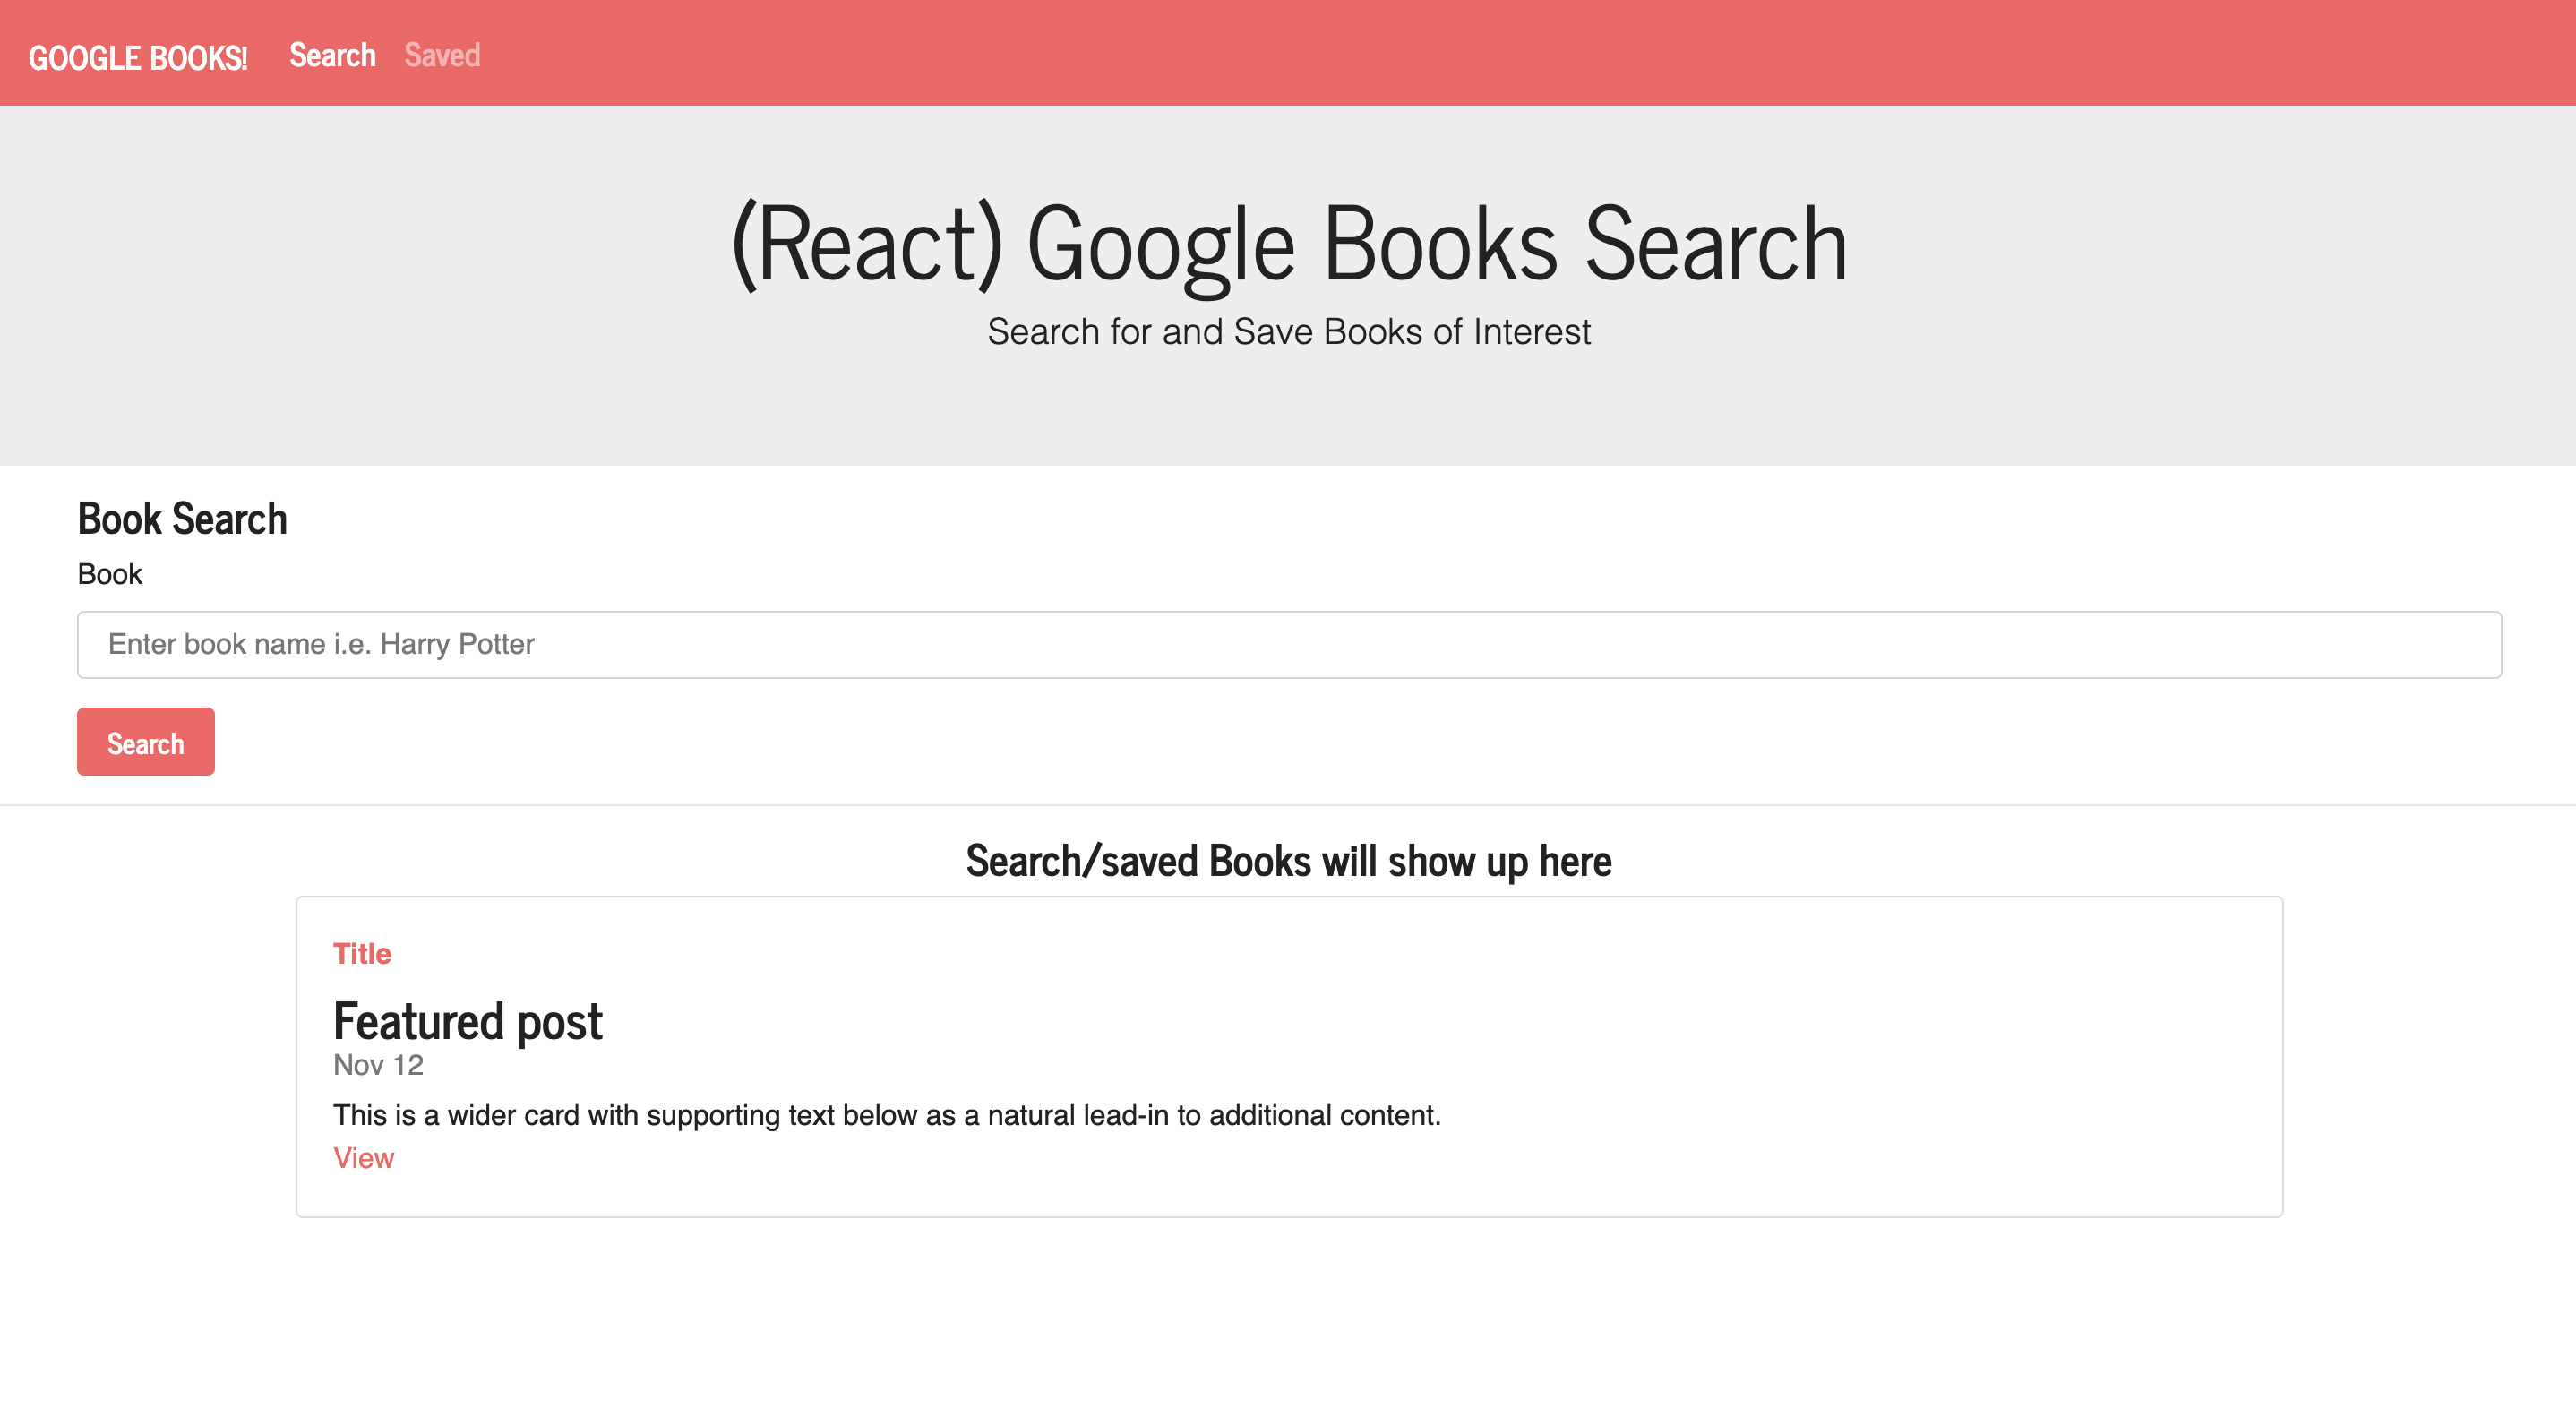 GOOGLE BOOKS! Search Saved
(React) Google Books Search
Search for and Save Books of Interest
Book Search
Book
Enter book name i.e. Harry Potter
Search
Search/saved Books will show up here
Title
Featured post
Nov 12
This is a wider card with supporting text below as a natural lead-in to additional content.
View